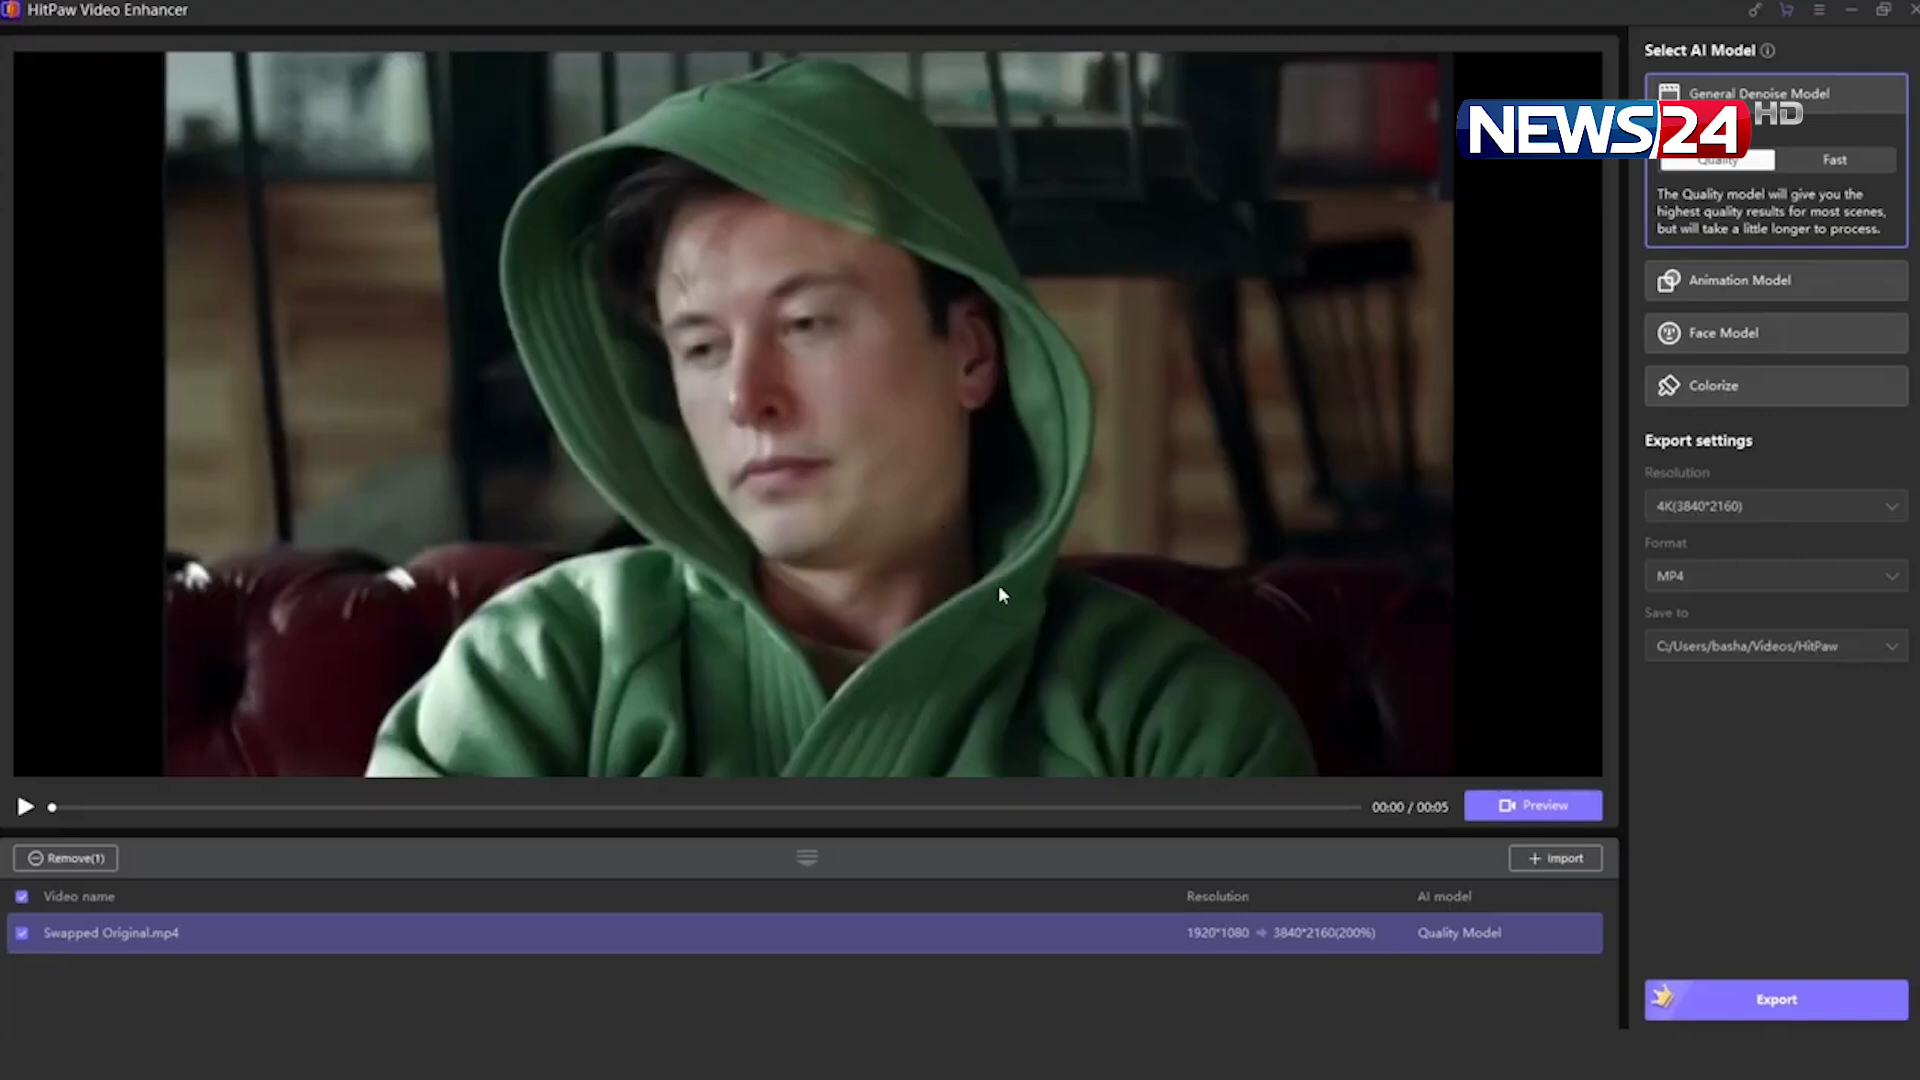 HitPaw Video Enhancer
Select AI Model
General Denoise Model
NEWS 24 HD
Quality
Fast
The Quality model will give you the
highest quality results for most scenes,
but will take a little longer to process.
Animation Model
Face Model
Colorize
Export settings
Resolution
4K(3840*2160)
Format
MP4
Save to
C:/Users/basha/Videos/HitPaw
00:00 / 00:05
Preview
Remove(1)
Import
Video name
Resolution
AI model
Swapped Original.mp4
1920*1080
3840*2160(200%)
Quality Model
Export